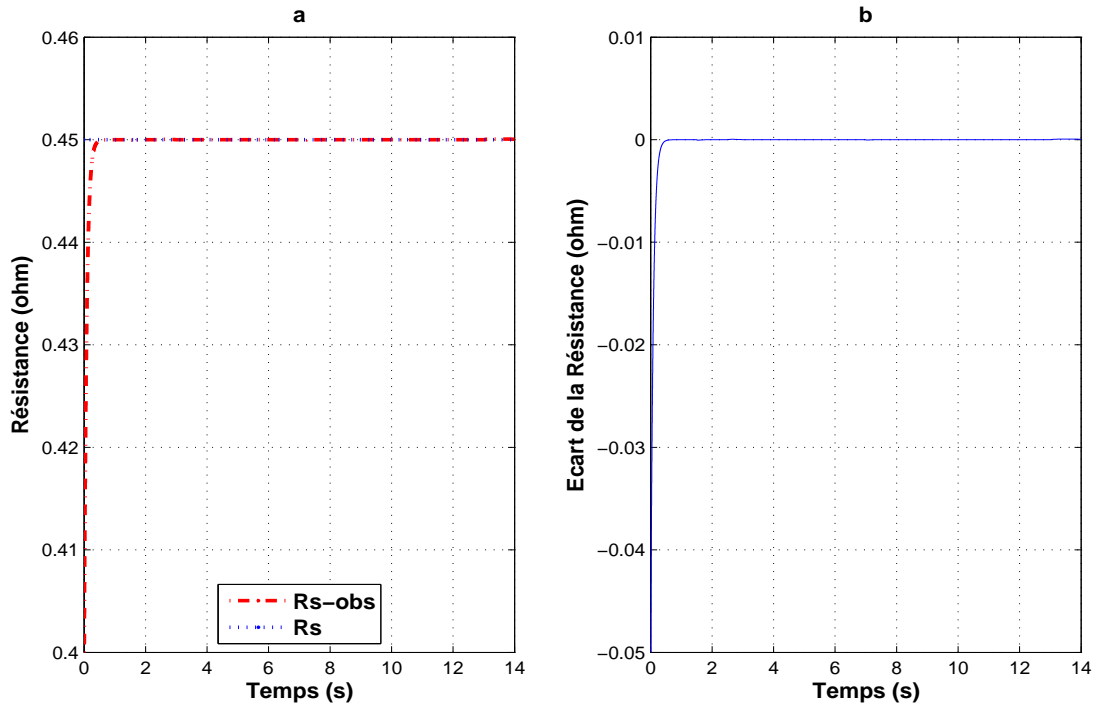 a
0.46
0.45
0.44
0.43
0.42
0.41
0.4
Résistance (ohm)
Rs−obs
Rs
0 2 4 6 8 10 12 14
Temps (s)
b
0.01
0
−0.01
−0.02
−0.03
−0.04
−0.05
Ecart de la Résistance (ohm)
0 2 4 6 8 10 12 14
Temps (s)